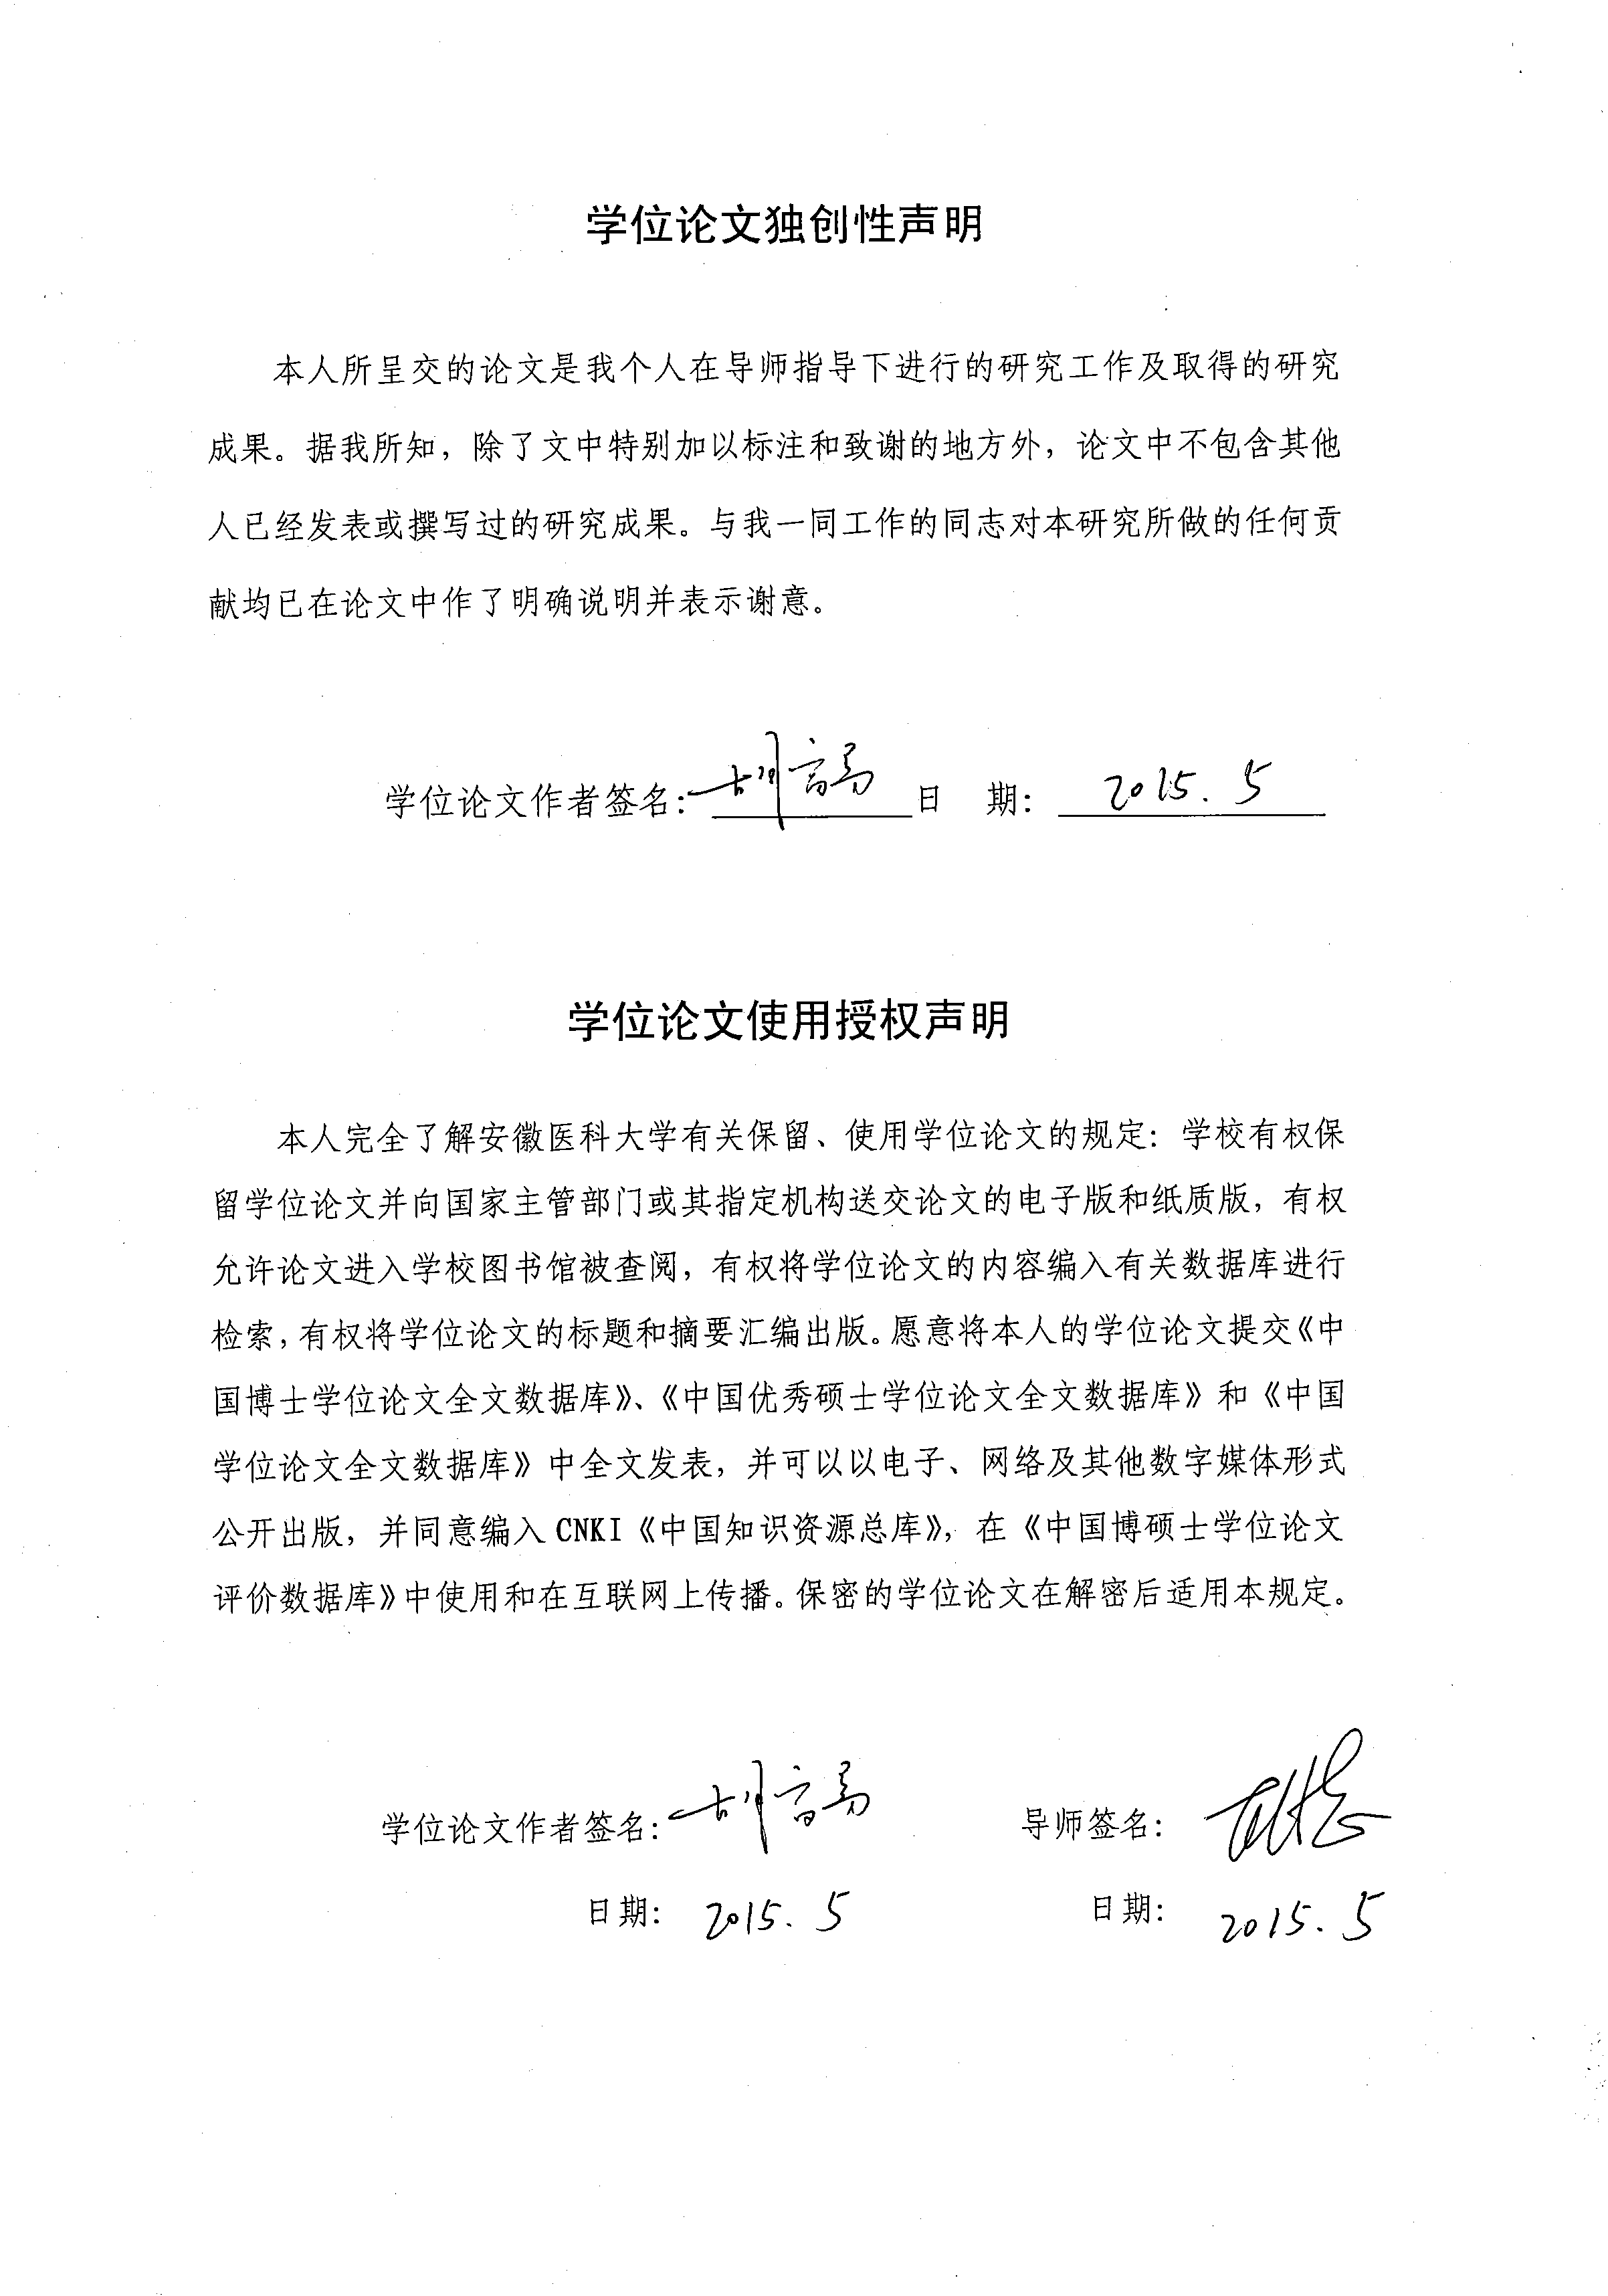 学位论文独创性声明
本人所呈交的论文是我个人在导师指导下进行的研究工作及取得的研究
成果。据我所知，除了文中特别加以标注和致谢的地方外，论文中不包含其他
人已经发表或撰写过的研究成果。与我一同工作的同志对本研究所做的任何贡
献均已在论文中作了明确说明并表示谢意。
学位论文作者签名： 日 期： 2015.5
学位论文使用授权声明
本人完全了解安徽医科大学有关保留、使用学位论文的规定：学校有权保
留学位论文并向国家主管部门或其指定机构送交论文的电子版和纸质版，有权
允许论文进入学校图书馆被查阅，有权将学位论文的内容编入有关数据库进行
检索，有权将学位论文的标题和摘要汇编出版。愿意将本人的学位论文提交《中
国博士学位论文全文数据库》、《中国优秀硕士学位论文全文数据库》和《中国
学位论文全文数据库》中全文发表，并可以以电子、网络及其他数字媒体形式
公开出版，并同意编入 CNKI《中国知识资源总库》，在《中国博硕士学位论文
评价数据库》中使用和在互联网上传播。保密的学位论文在解密后适用本规定。
学位论文作者签名： 导师签名：
日期： 2015.5 日期： 2015.5